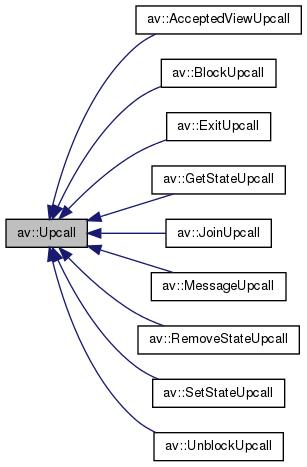 av::AcceptedViewUpcall
av::BlockUpcall
av::ExitUpcall
av::GetStateUpcall
av::Upcall
av::JoinUpcall
av::MessageUpcall
av::RemoveStateUpcall
av::SetStateUpcall
av::UnblockUpcall